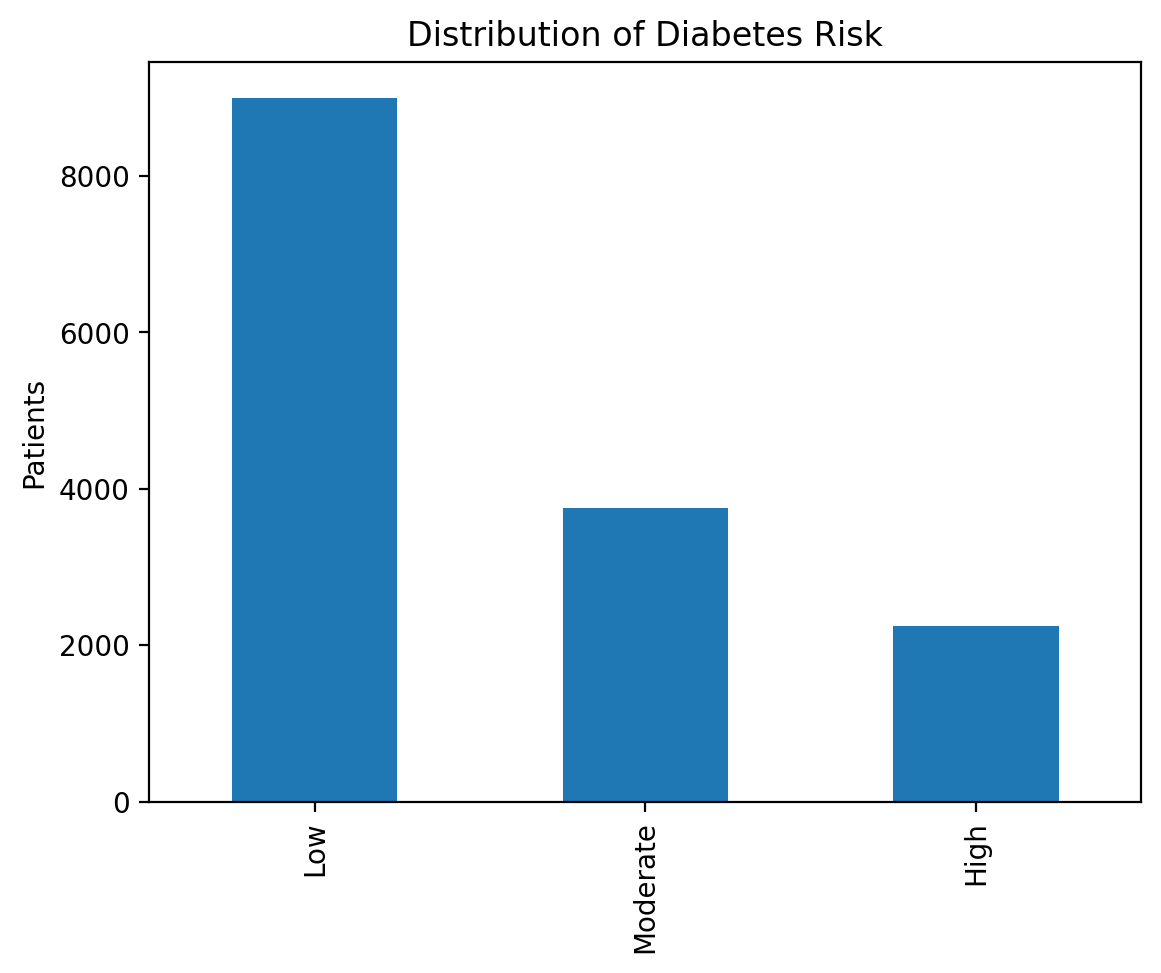 Distribution of Diabetes Risk
8000
6000
4000
2000
0
Patients
Low
Moderate
High